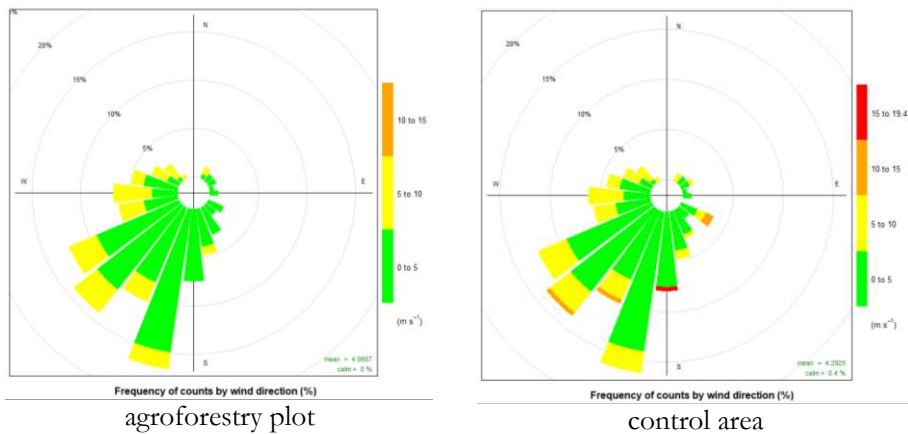 %
20%
15%
10%
5%
N
W
E
S
10 to 15
5 to 10
0 to 5
(m s⁻¹)
mean = 4.0687
calm = 0 %
Frequency of counts by wind direction (%)
agroforestry plot
20%
15%
10%
5%
N
W
E
S
15 to 19.4
10 to 15
5 to 10
0 to 5
(m s⁻¹)
mean = 4.2925
calm = 0.4 %
Frequency of counts by wind direction (%)
control area